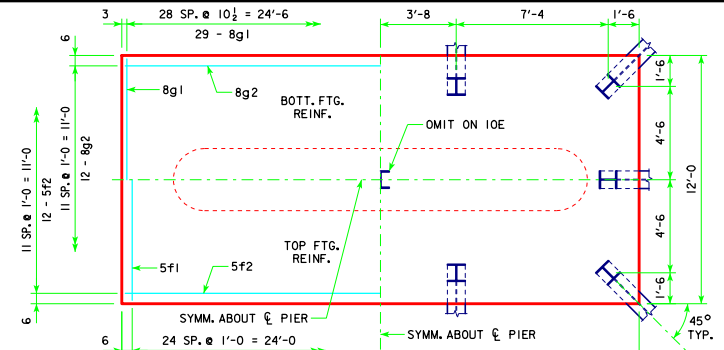 3
28 SP. @ 10½ = 24'-6
29 - 8g1
3'-8
7'-4
1'-6
6
8g1
8g2
BOTT. FTG.
REINF.
OMIT ON 10E
1'-6
4'-6
12'-0
4'-6
1'-6
11 SP. @ 1'-0 = 11'-0
12 - 5f2
11 SP. @ 1'-0 = 11'-0
12 - 8g2
TOP FTG.
REINF.
5f1
5f2
6
SYMM. ABOUT ℄ PIER
SYMM. ABOUT ℄ PIER
45°
TYP.
6
24 SP. @ 1'-0 = 24'-0